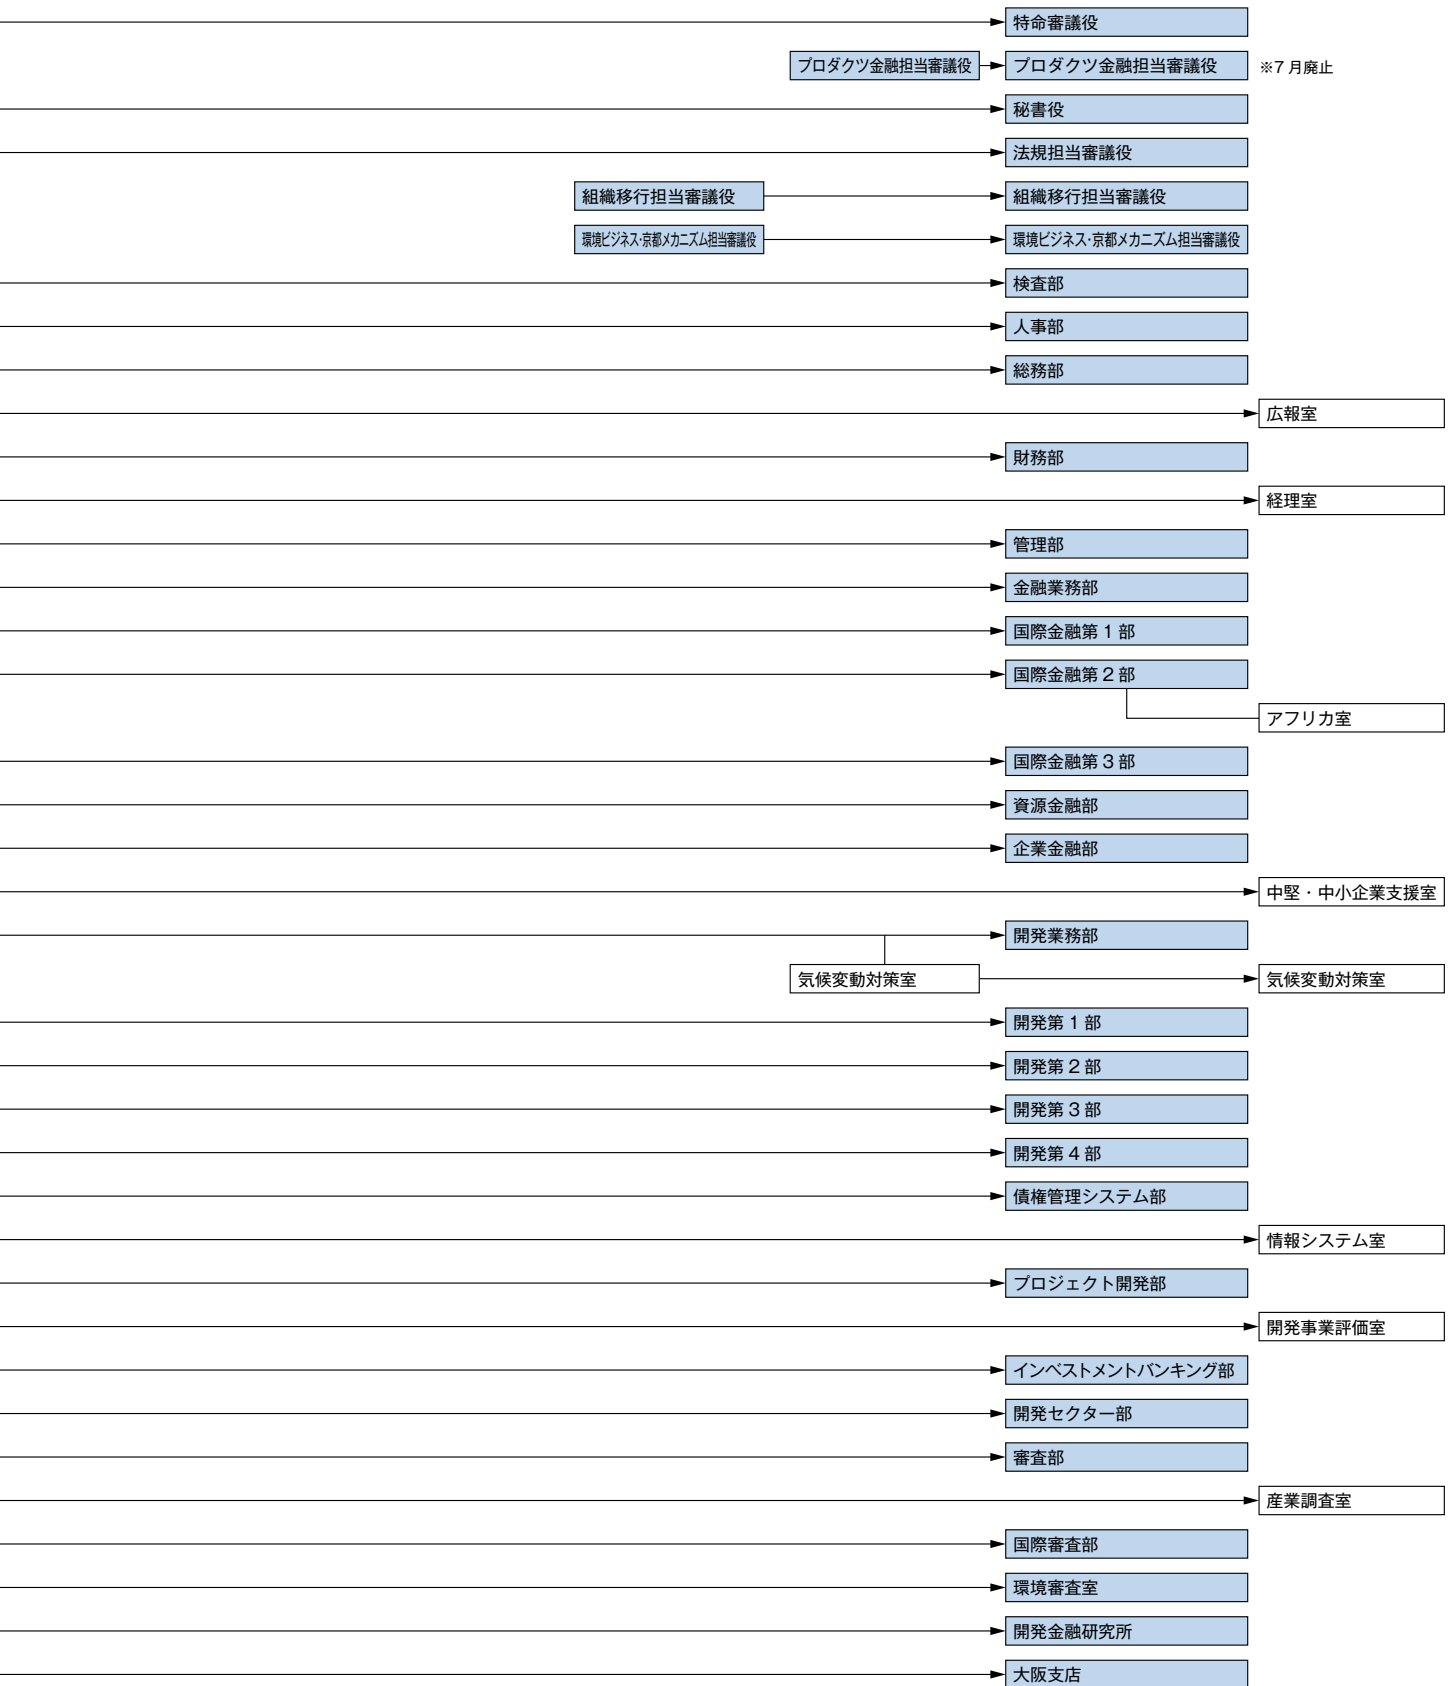 特命審議役
プロダクツ金融担当審議役 プロダクツ金融担当審議役 ※7月廃止
秘書役
法規担当審議役
組織移行担当審議役 組織移行担当審議役
環境ビジネス・京都メカニズム担当審議役 環境ビジネス・京都メカニズム担当審議役
検査部
人事部
総務部
広報室
財務部
経理室
管理部
金融業務部
国際金融第1部
国際金融第2部
アフリカ室
国際金融第3部
資源金融部
企業金融部
中堅・中小企業支援室
開発業務部
気候変動対策室 気候変動対策室
開発第1部
開発第2部
開発第3部
開発第4部
債権管理システム部
情報システム室
プロジェクト開発部
開発事業評価室
インベストメントバンキング部
開発セクター部
審査部
産業調査室
国際審査部
環境審査室
開発金融研究所
大阪支店